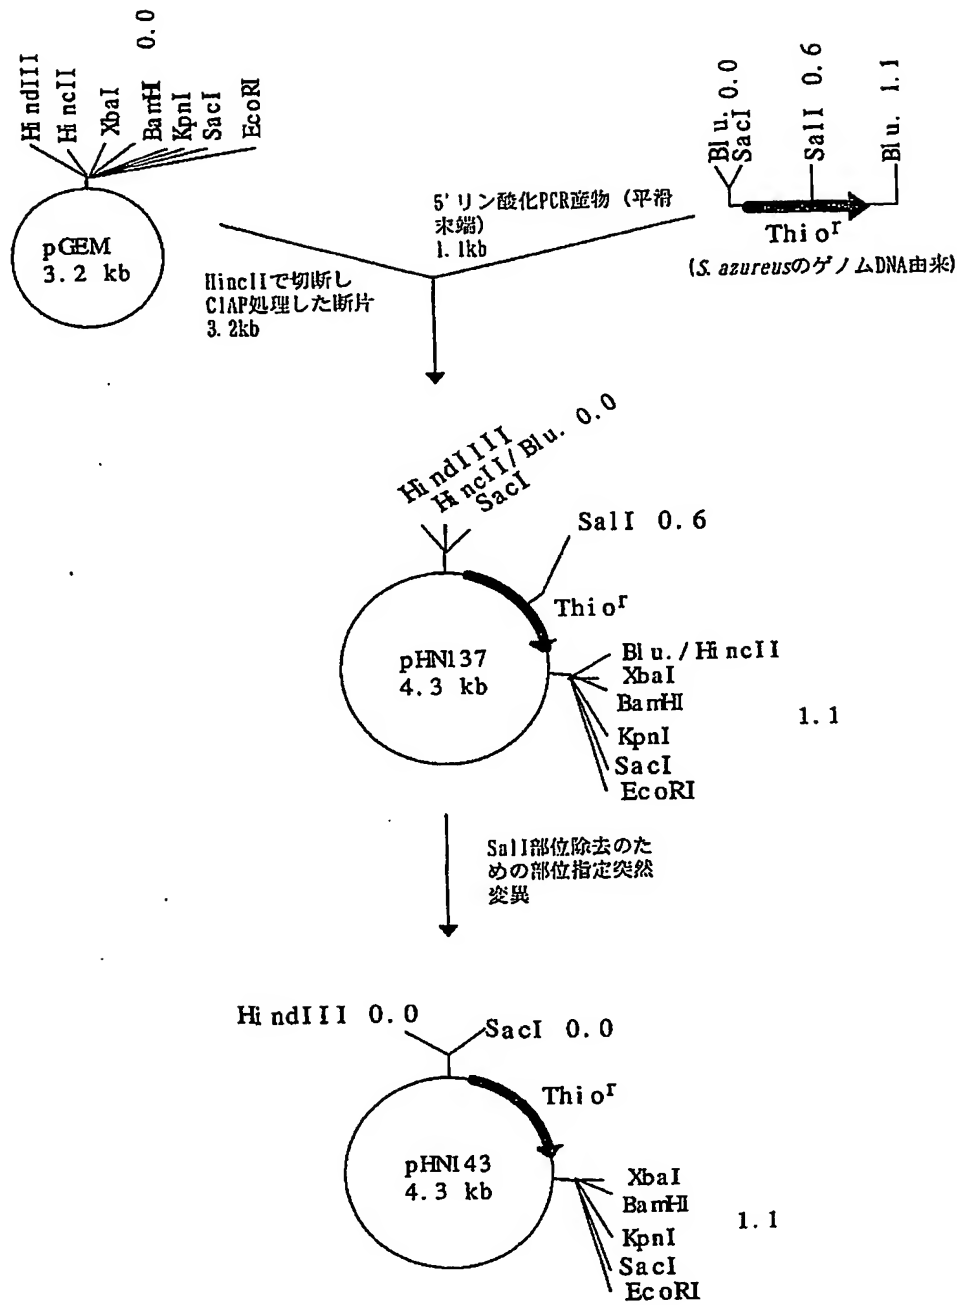 HindIII
HincII
XbaI
BamHI 0.0
KpnI
SacI
EcoRI
pGEM
3.2 kb
Blu. 0.0
SacI
SalI 0.6
Blu. 1.1
Thioʳ
(S. azureusのゲノムDNA由来)
5' リン酸化PCR産物 (平滑
末端)
1.1kb
HincIIで切断し
CIAP処理した断片
3.2kb
HindIIII
HincII/Blu. 0.0
SacI
SalI 0.6
Thioʳ
pHN137
4.3 kb
Blu./HincII
XbaI
BamHI
1.1
KpnI
SacI
EcoRI
SalI部位除去のた
めの部位指定突然
変異
HindIII 0.0
SacI 0.0
Thioʳ
pHN143
4.3 kb
XbaI
BamHI
1.1
KpnI
SacI
EcoRI